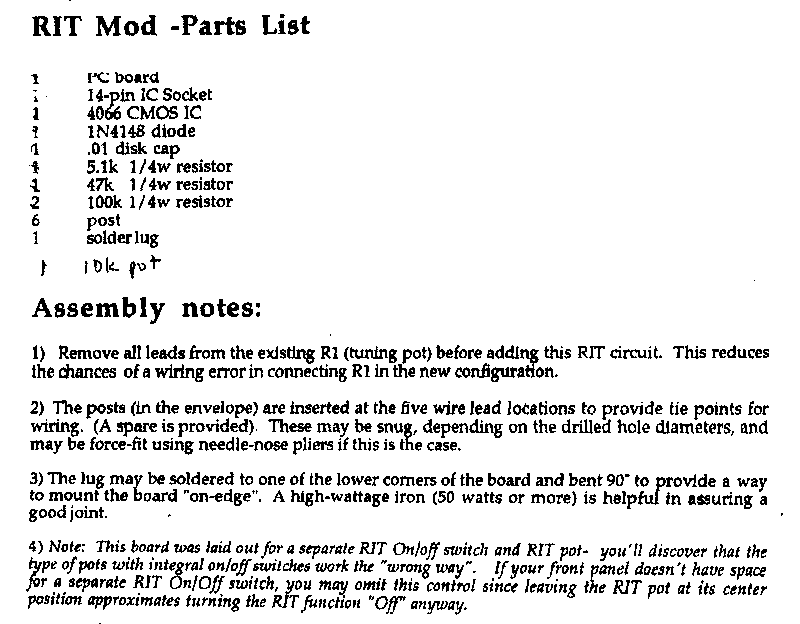 RIT Mod -Parts List
1 PC board
1 14-pin IC Socket
1 4066 CMOS IC
1 1N4148 diode
1 .01 disk cap
1 5.1k 1/4w resistor
1 47k 1/4w resistor
2 100k 1/4w resistor
6 post
1 solder lug
1 10k pot
Assembly notes:
1) Remove all leads from the existing R1 (tuning pot) before adding this RIT circuit. This reduces
the chances of a wiring error in connecting R1 in the new configuration.
2) The posts (in the envelope) are inserted at the five wire lead locations to provide tie points for
wiring. (A spare is provided). These may be snug, depending on the drilled hole diameters, and
may be force-fit using needle-nose pliers if this is the case.
3) The lug may be soldered to one of the lower corners of the board and bent 90° to provide a way
to mount the board "on-edge". A high-wattage iron (50 watts or more) is helpful in assuring a
good joint.
4) Note: This board was laid out for a separate RIT On/off switch and RIT pot- you'll discover that the
type of pots with integral on/off switches work the "wrong way". If your front panel doesn't have space
for a separate RIT On/Off switch, you may omit this control since leaving the RIT pot at its center
position approximates turning the RIT function "Off" anyway.